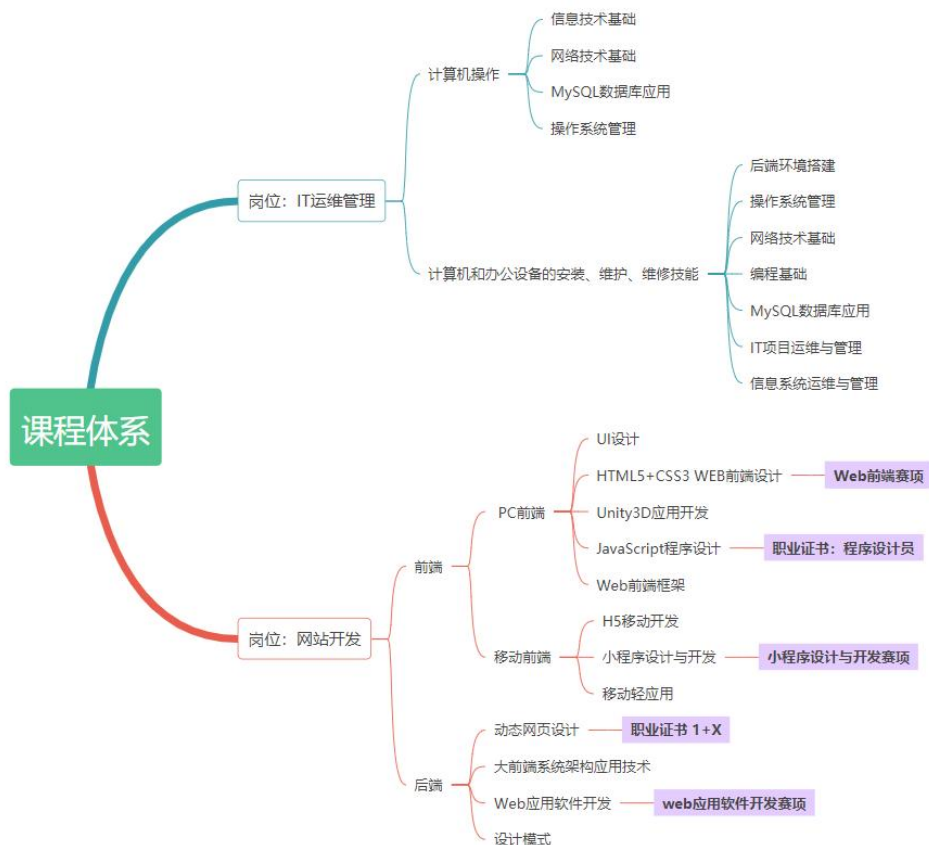 课程体系
岗位：IT运维管理
计算机操作
信息技术基础
网络技术基础
MySQL数据库应用
操作系统管理
计算机和办公设备的安装、维护、维修技能
后端环境搭建
操作系统管理
网络技术基础
编程基础
MySQL数据库应用
IT项目运维与管理
信息系统运维与管理
岗位：网站开发
前端
PC前端
UI设计
HTML5+CSS3 WEB前端设计
Web前端赛项
Unity3D应用开发
JavaScript程序设计
职业证书：程序设计员
Web前端框架
移动前端
H5移动开发
小程序设计与开发
小程序设计与开发赛项
移动轻应用
后端
动态网页设计
职业证书 1+X
大前端系统架构应用技术
Web应用软件开发
web应用软件开发赛项
设计模式